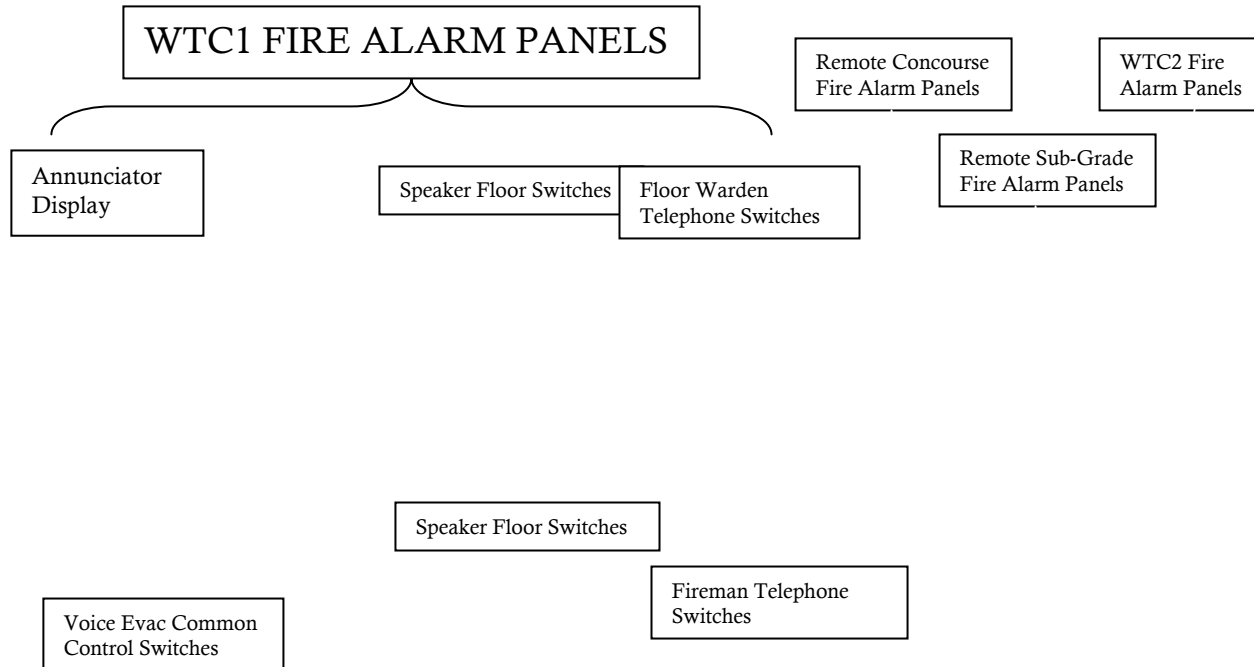 WTC1 FIRE ALARM PANELS
Remote Concourse
Fire Alarm Panels
WTC2 Fire
Alarm Panels
Remote Sub-Grade
Fire Alarm Panels
Annunciator
Display
Speaker Floor Switches
Floor Warden
Telephone Switches
Speaker Floor Switches
Fireman Telephone
Switches
Voice Evac Common
Control Switches